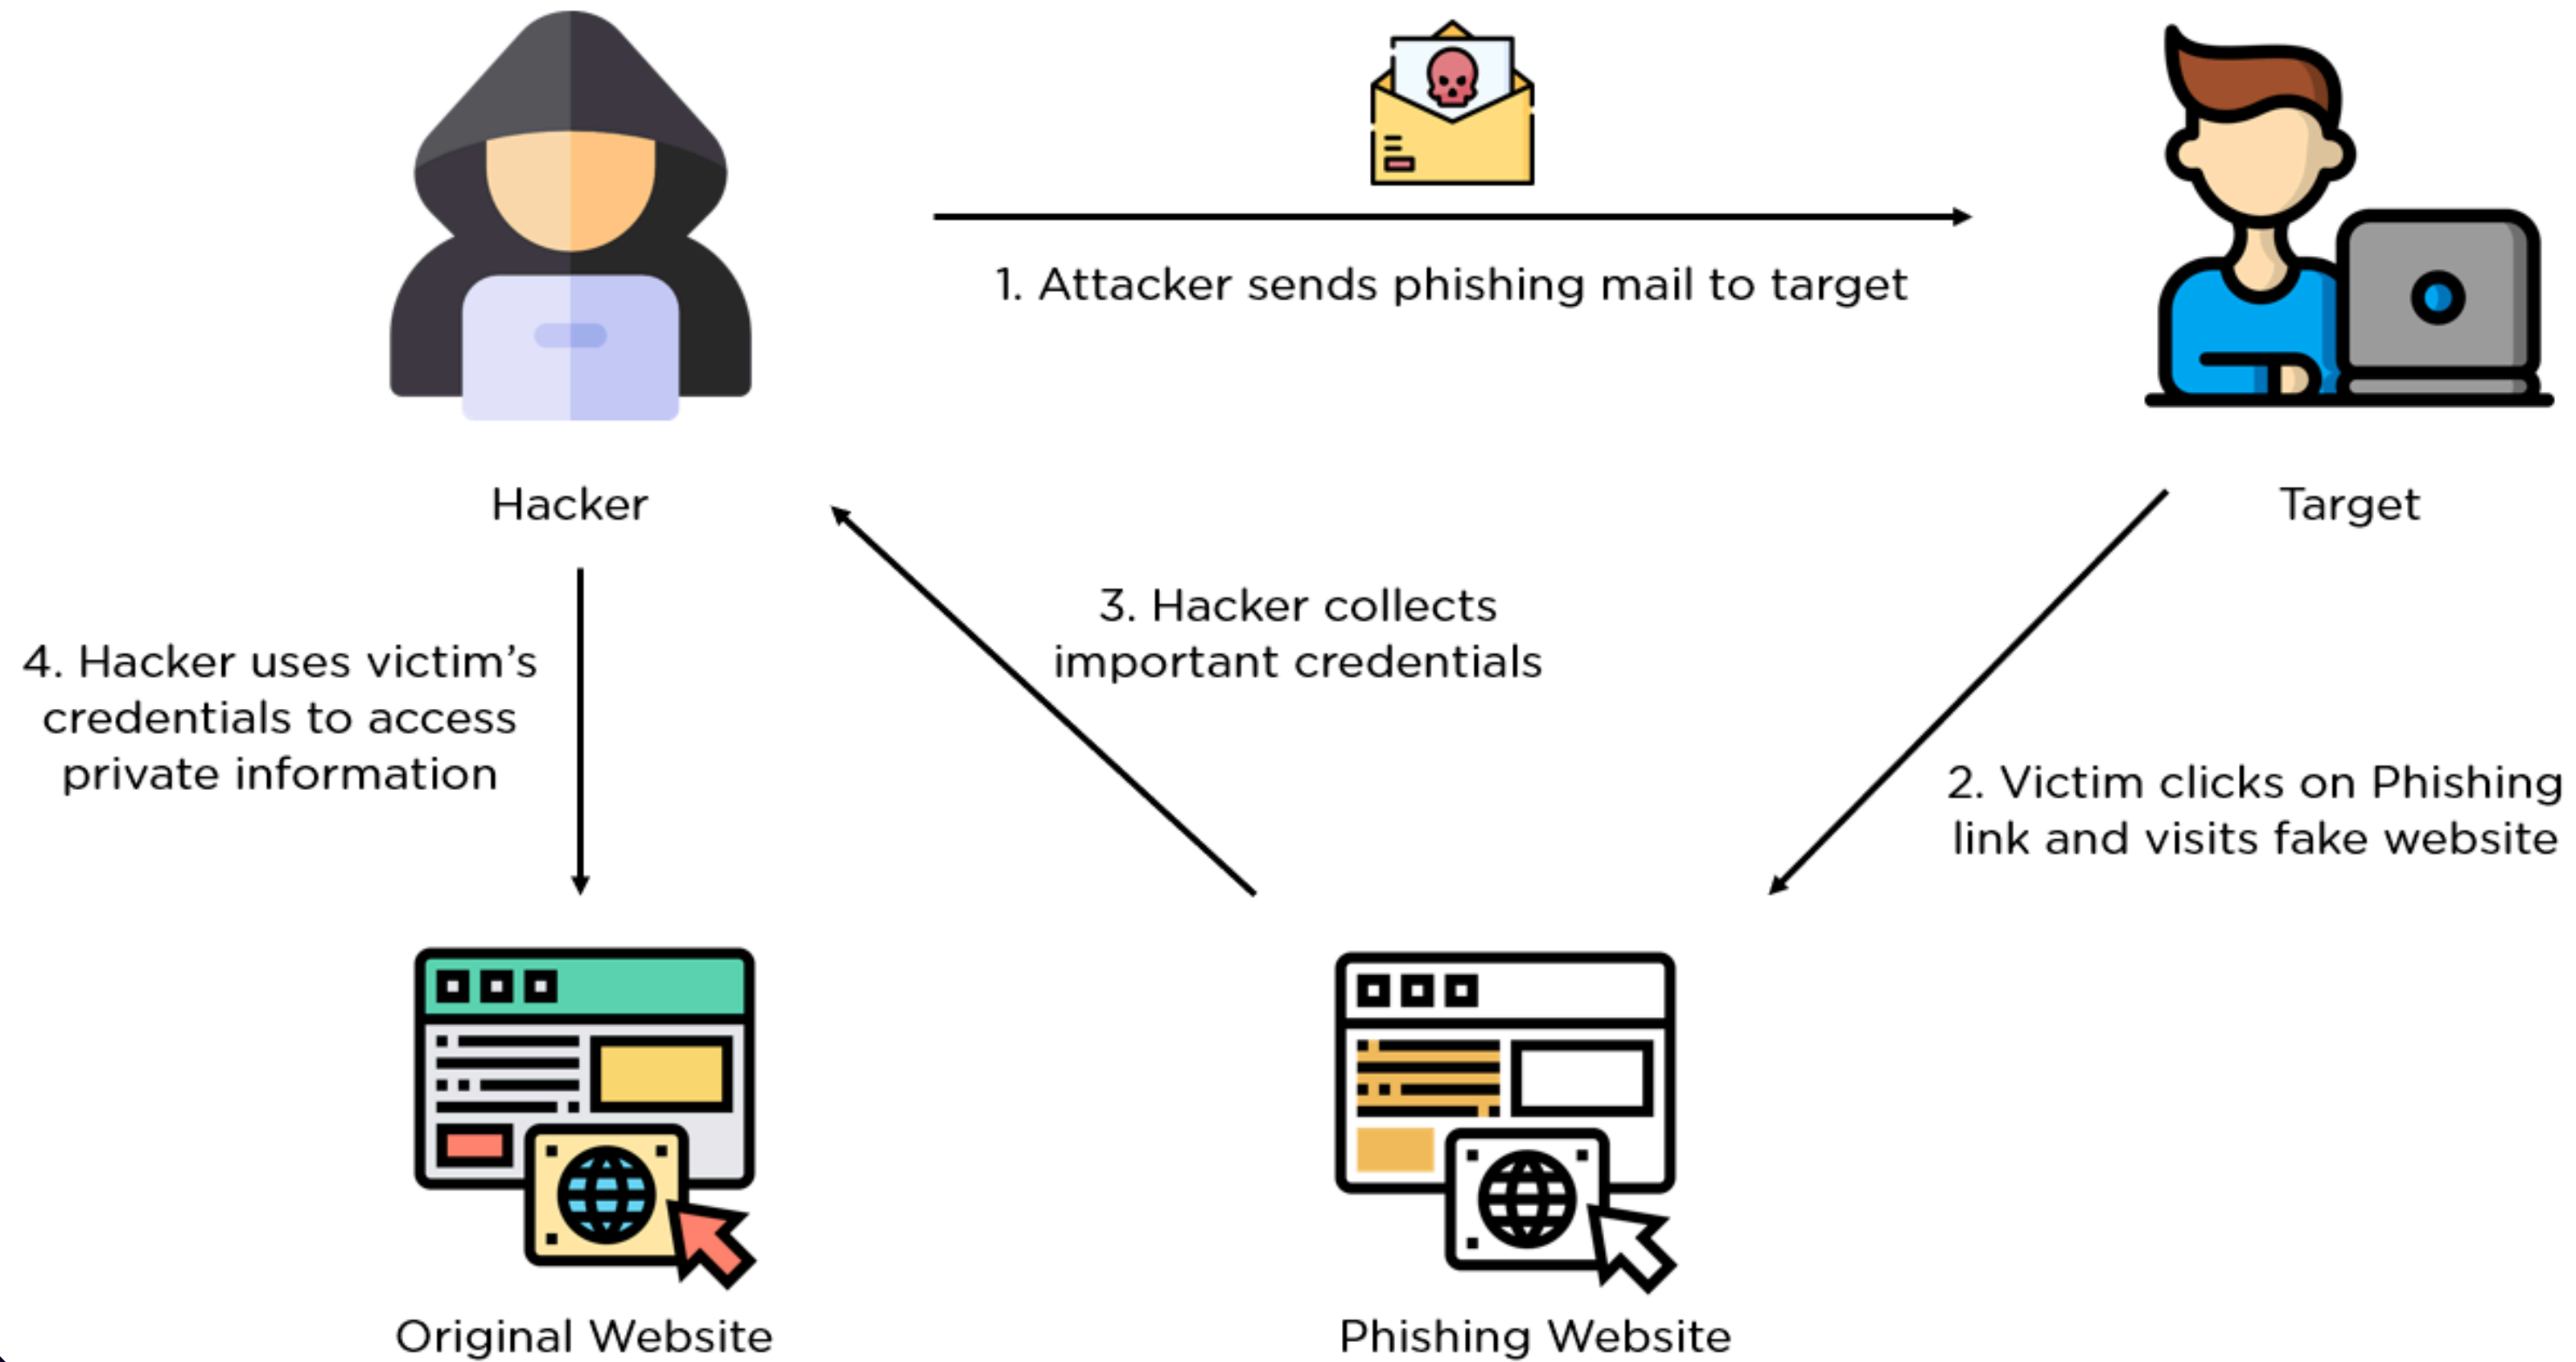 1. Attacker sends phishing mail to target
Hacker
Target
3. Hacker collects
important credentials
4. Hacker uses victim's
credentials to access
private information
2. Victim clicks on Phishing
link and visits fake website
Original Website
Phishing Website